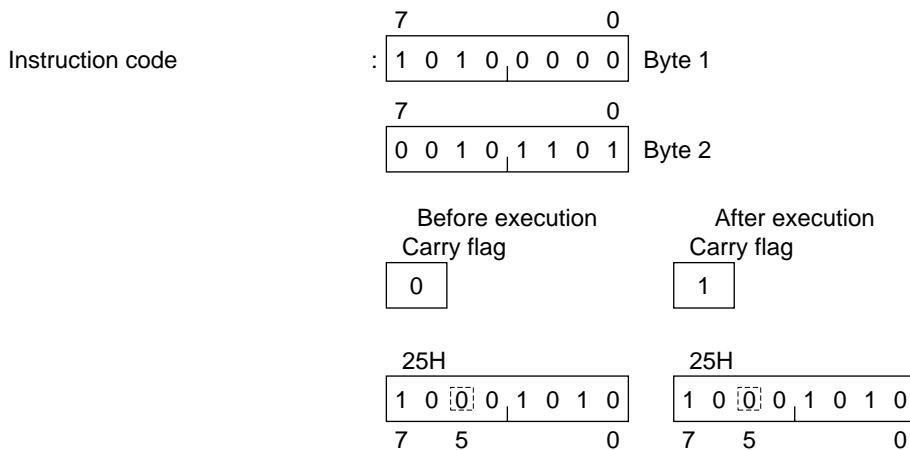 7 0
Instruction code : 1 0 1 0 0 0 0 0 Byte 1
7 0
0 0 1 0 1 1 0 1 Byte 2
Before execution After execution
Carry flag Carry flag
0 1
25H 25H
1 0 0 0 1 0 1 0 1 0 0 0 1 0 1 0
7 5 0 7 5 0